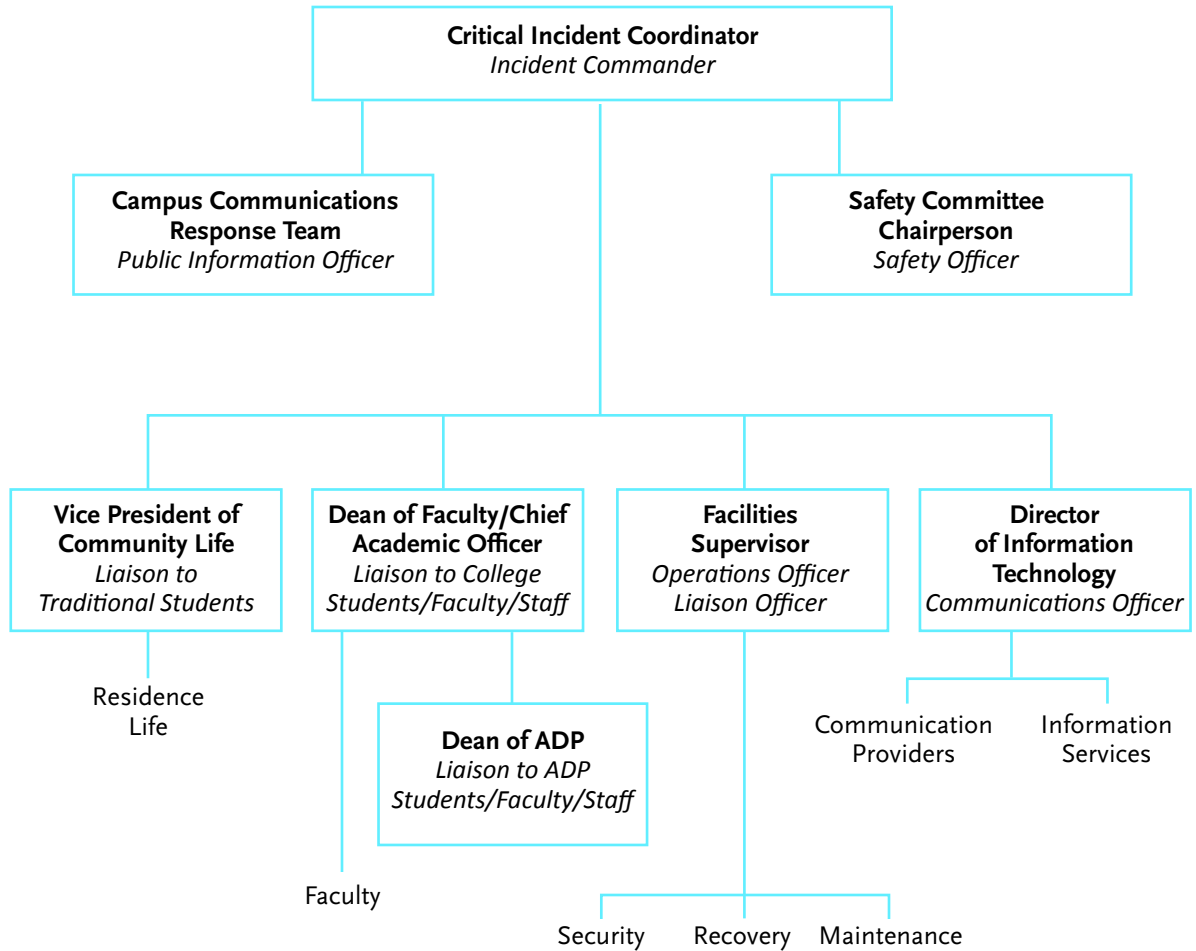 Critical Incident Coordinator
Incident Commander
Campus Communications
Response Team
Public Information Officer
Safety Committee
Chairperson
Safety Officer
Vice President of
Community Life
Liaison to
Traditional Students
Dean of Faculty/Chief
Academic Officer
Liaison to College
Students/Faculty/Staff
Facilities
Supervisor
Operations Officer
Liaison Officer
Director
of Information
Technology
Communications Officer
Residence
Life
Dean of ADP
Liaison to ADP
Students/Faculty/Staff
Communication
Providers
Information
Services
Faculty
Security
Recovery
Maintenance